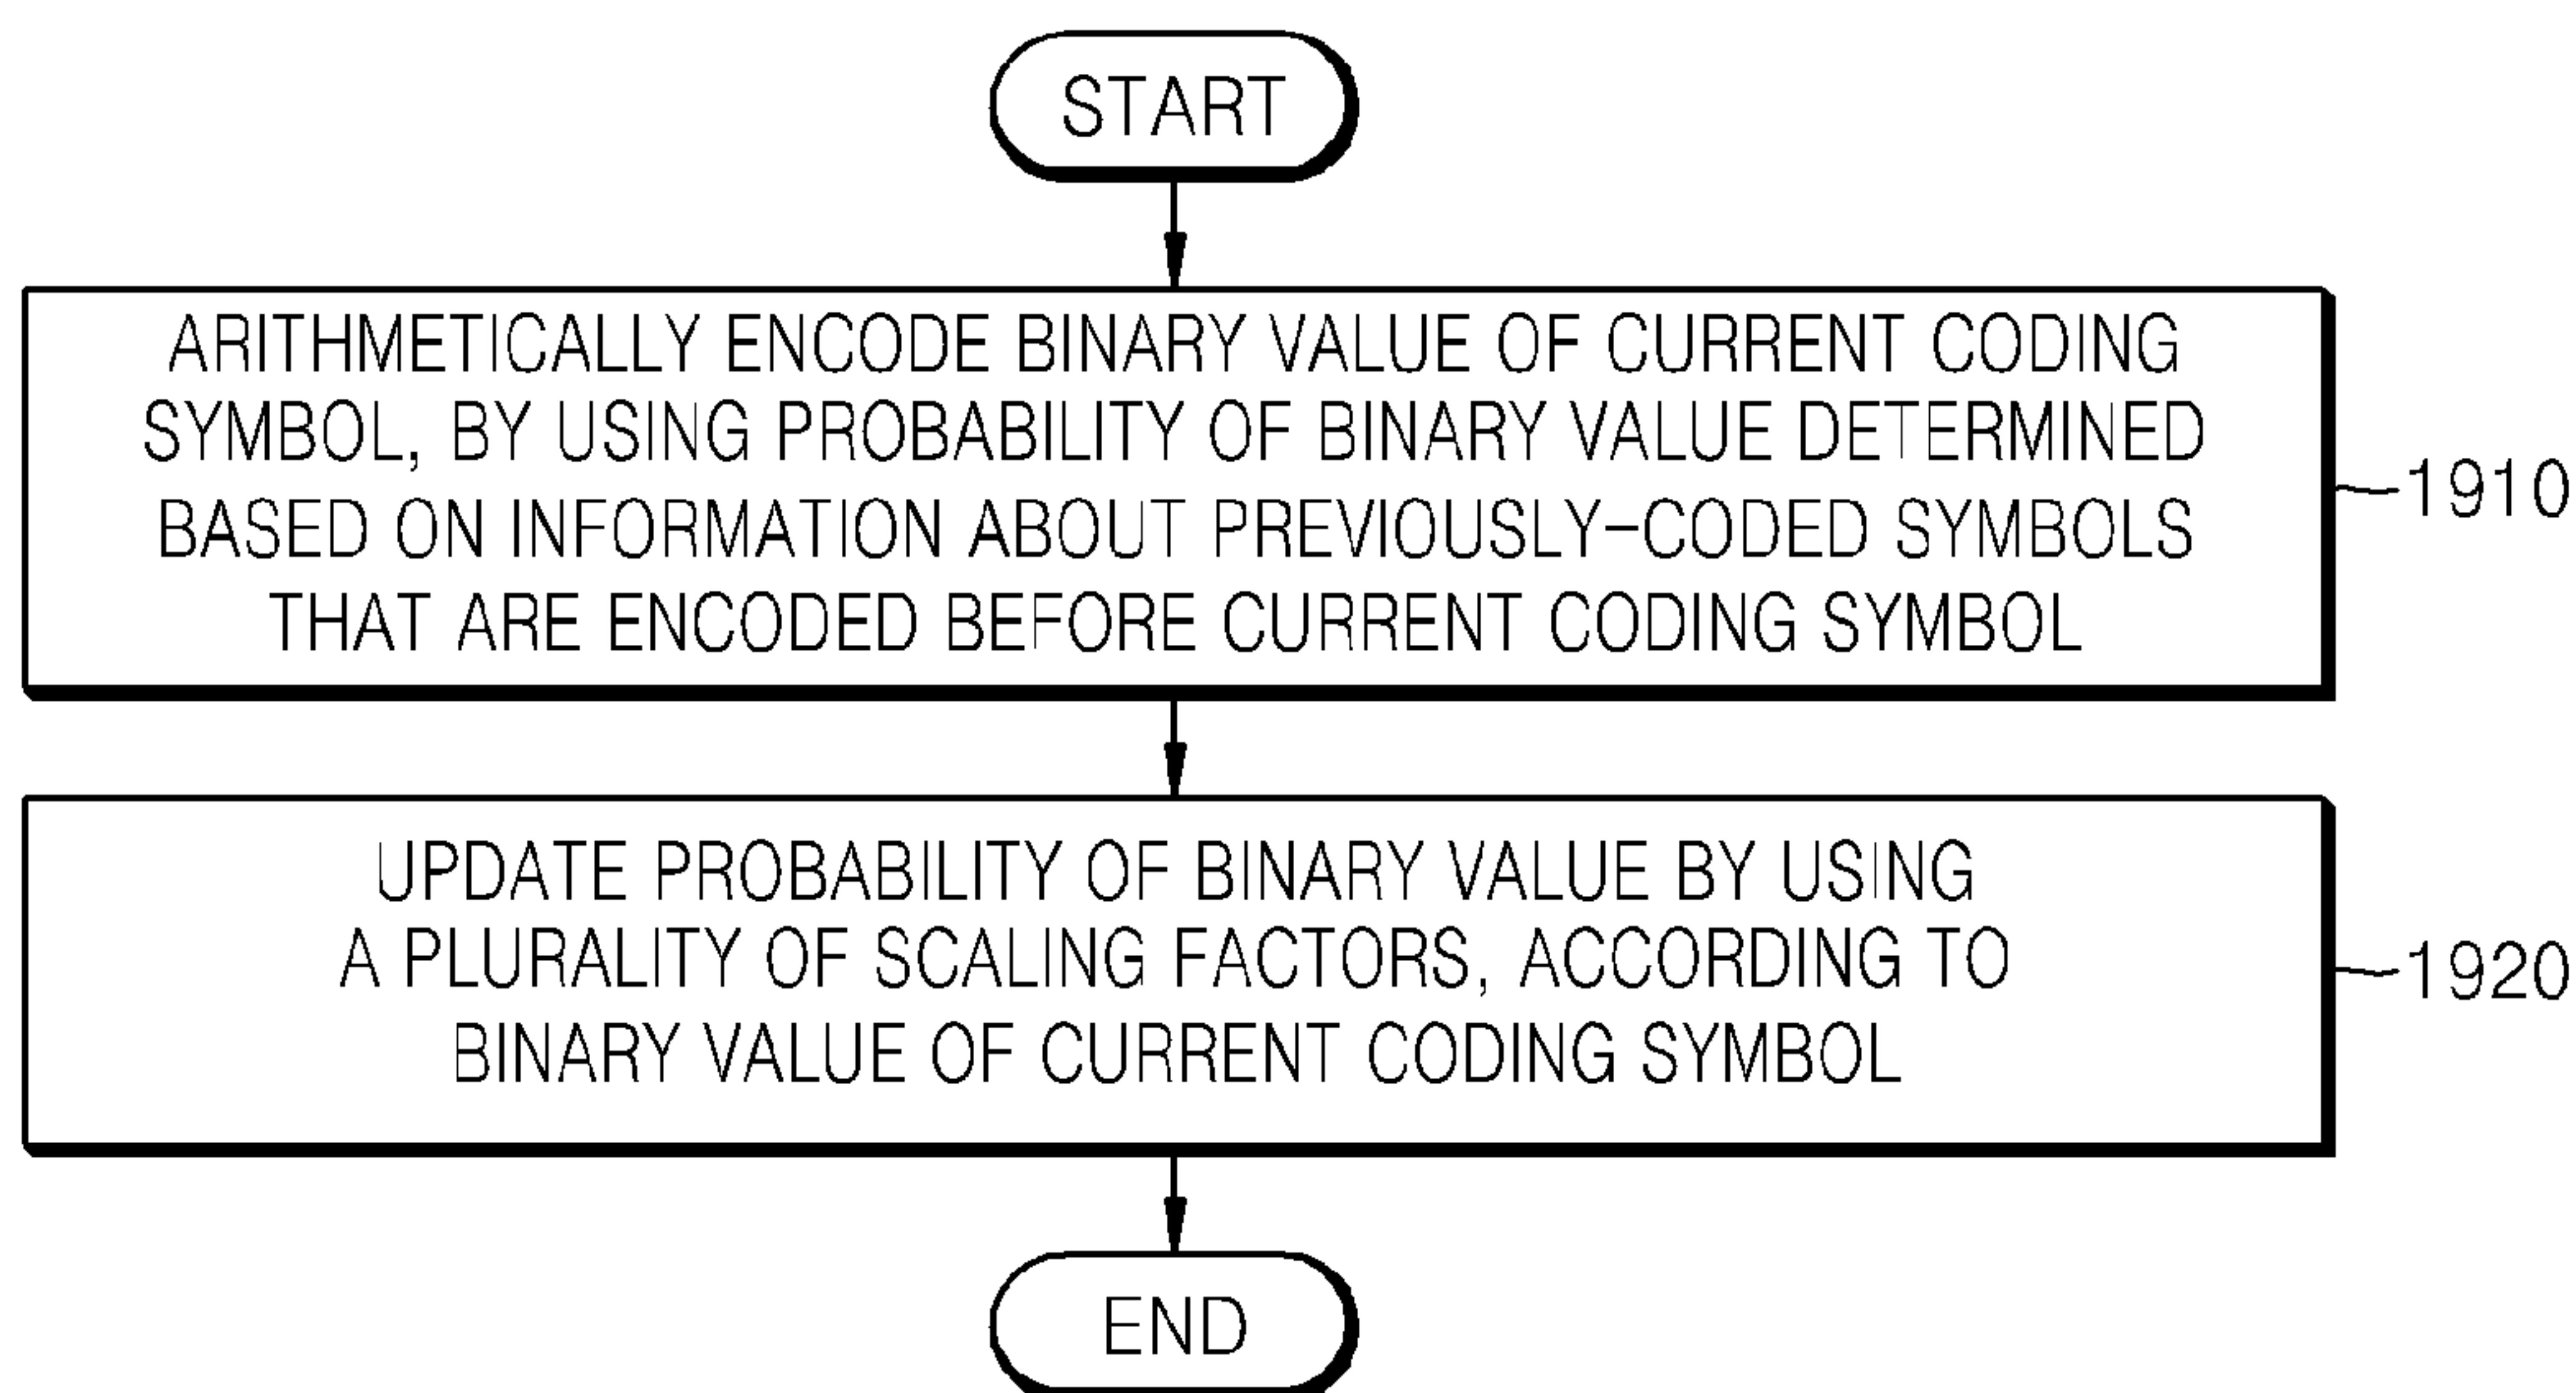 START
ARITHMETICALLY ENCODE BINARY VALUE OF CURRENT CODING
SYMBOL, BY USING PROBABILITY OF BINARY VALUE DETERMINED
BASED ON INFORMATION ABOUT PREVIOUSLY-CODED SYMBOLS
THAT ARE ENCODED BEFORE CURRENT CODING SYMBOL
1910
UPDATE PROBABILITY OF BINARY VALUE BY USING
A PLURALITY OF SCALING FACTORS, ACCORDING TO
BINARY VALUE OF CURRENT CODING SYMBOL
1920
END